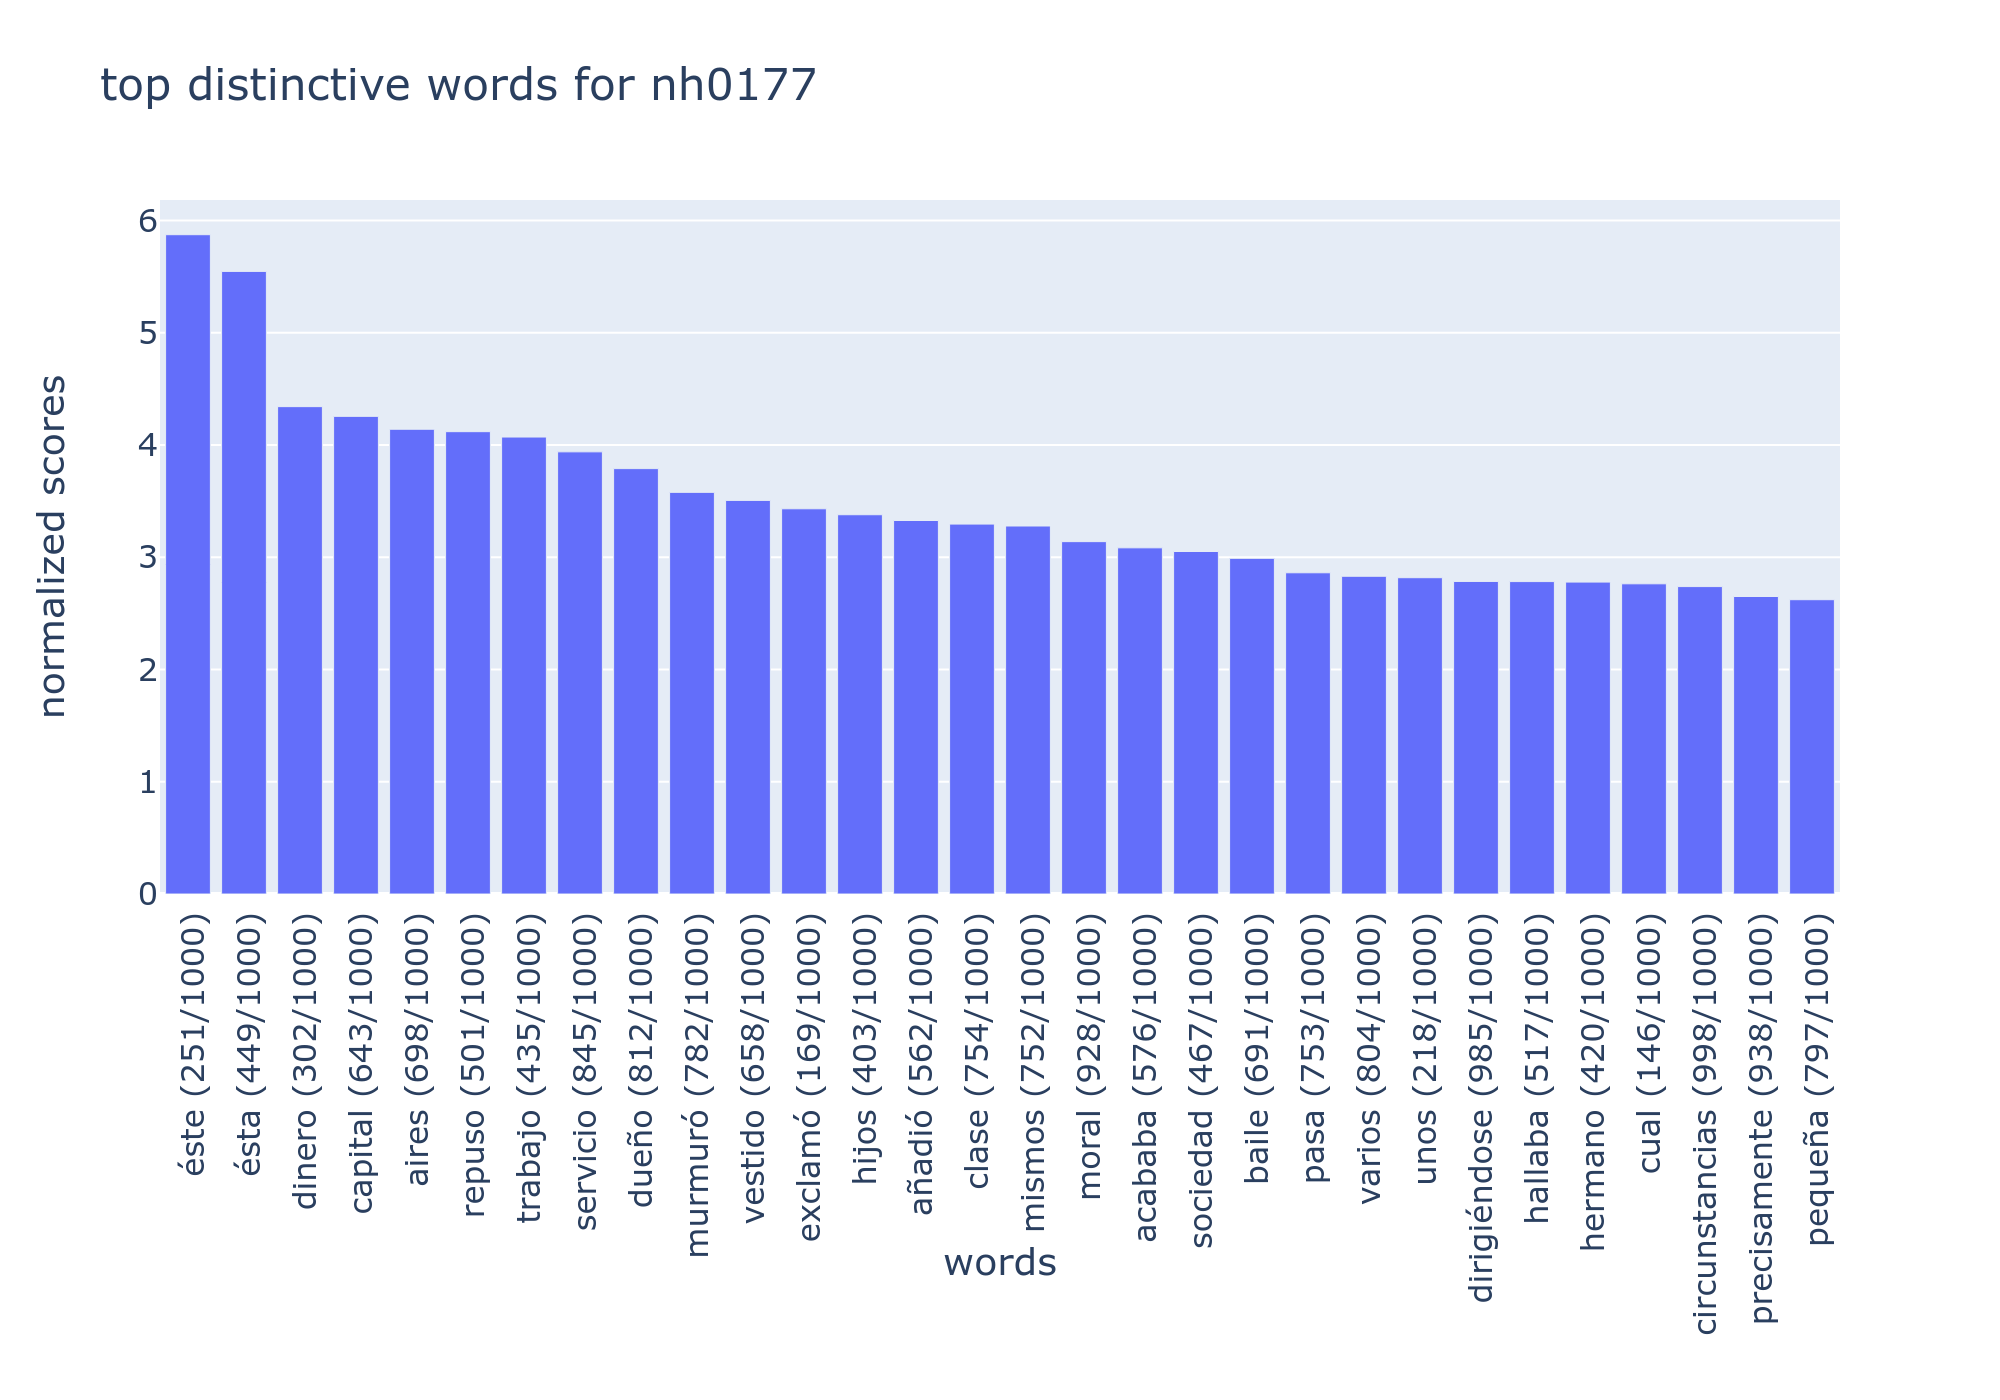 top distinctive words for nh0177
normalized scores
6
5
4
3
2
1
0
éste (251/1000)
ésta (449/1000)
dinero (302/1000)
capital (643/1000)
aires (698/1000)
repuso (501/1000)
trabajo (435/1000)
servicio (845/1000)
dueño (812/1000)
murmuró (782/1000)
vestido (658/1000)
exclamó (169/1000)
hijos (403/1000)
añadió (562/1000)
clase (754/1000)
mismos (752/1000)
moral (928/1000)
acababa (576/1000)
sociedad (467/1000)
baile (691/1000)
pasa (753/1000)
varios (804/1000)
unos (218/1000)
dirigiéndose (985/1000)
hallaba (517/1000)
hermano (420/1000)
cual (146/1000)
circunstancias (998/1000)
precisamente (938/1000)
pequeña (797/1000)
words